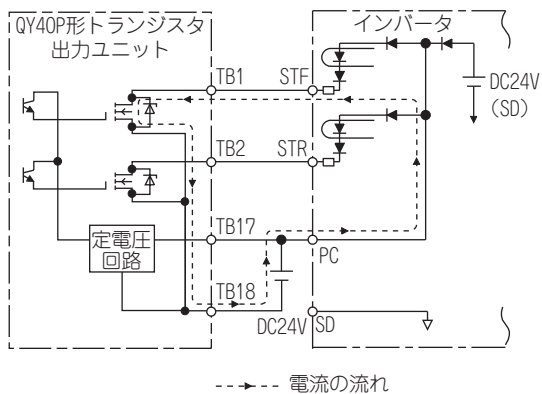 QY40P形トランジスタ
出力ユニット
インバータ
TB1
STF
DC24V
(SD)
TB2
STR
TB17
定電圧
回路
PC
TB18
DC24V
SD
電流の流れ